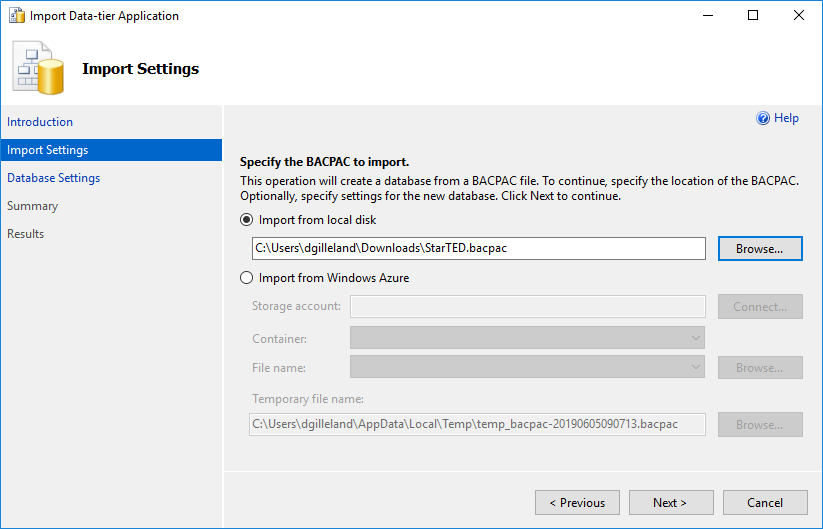 Import Data-tier Application
Import Settings
Help
Introduction
Import Settings
Database Settings
Summary
Results
Specify the BACPAC to import.
This operation will create a database from a BACPAC file. To continue, specify the location of the BACPAC.
Optionally, specify settings for the new database. Click Next to continue.
Import from local disk
C:\Users\dgilleland\Downloads\StarTED.bacpac
Browse...
Import from Windows Azure
Storage account:
Connect...
Container:
File name:
Browse...
Temporary file name:
C:\Users\dgilleland\AppData\Local\Temp\temp_bacpac-20190605090713.bacpac
Browse...
< Previous
Next >
Cancel